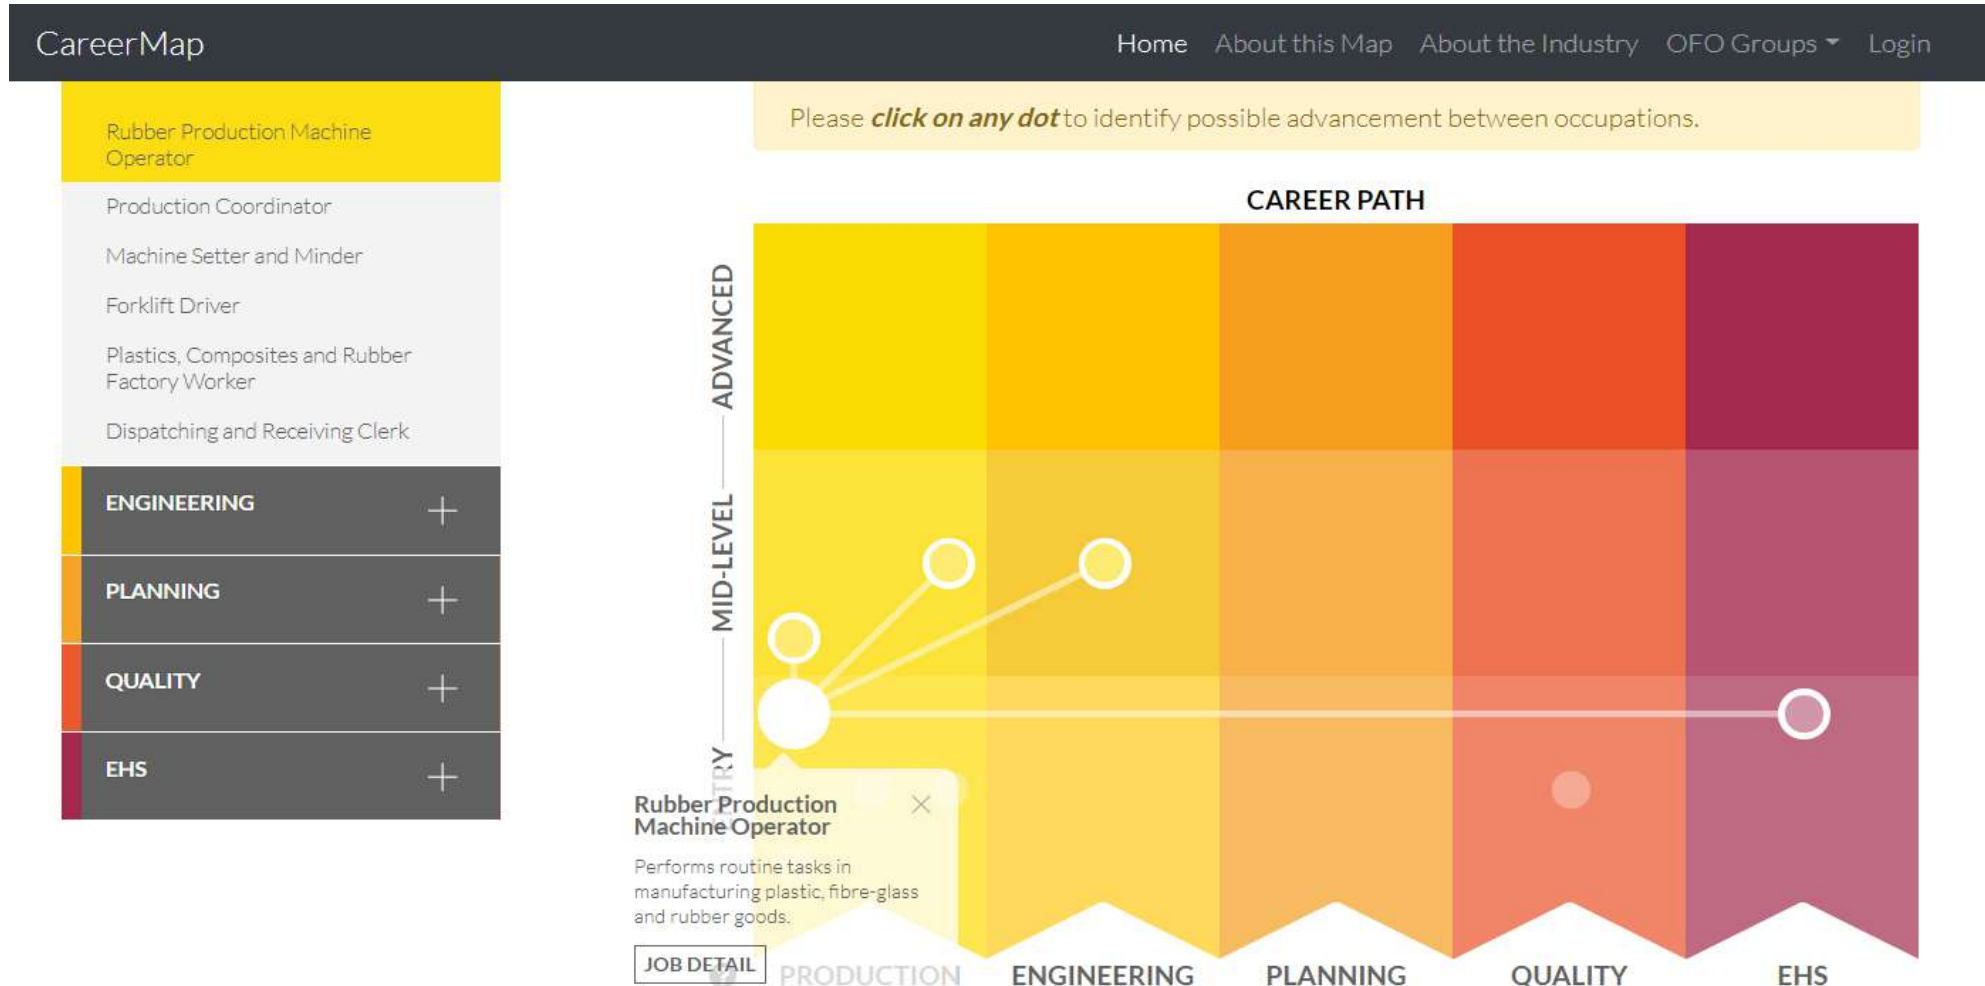 CareerMap
Home About this Map About the Industry OFO Groups Login
Rubber Production Machine
Operator
Production Coordinator
Machine Setter and Minder
Forklift Driver
Plastics, Composites and Rubber
Factory Worker
Dispatching and Receiving Clerk
ENGINEERING
PLANNING
QUALITY
EHS
Please click on any dot to identify possible advancement between occupations.
CAREER PATH
ADVANCED
MID-LEVEL
ENTRY
Rubber Production
Machine Operator
Performs routine tasks in
manufacturing plastic, fibre-glass
and rubber goods.
JOB DETAIL
PRODUCTION ENGINEERING PLANNING QUALITY EHS